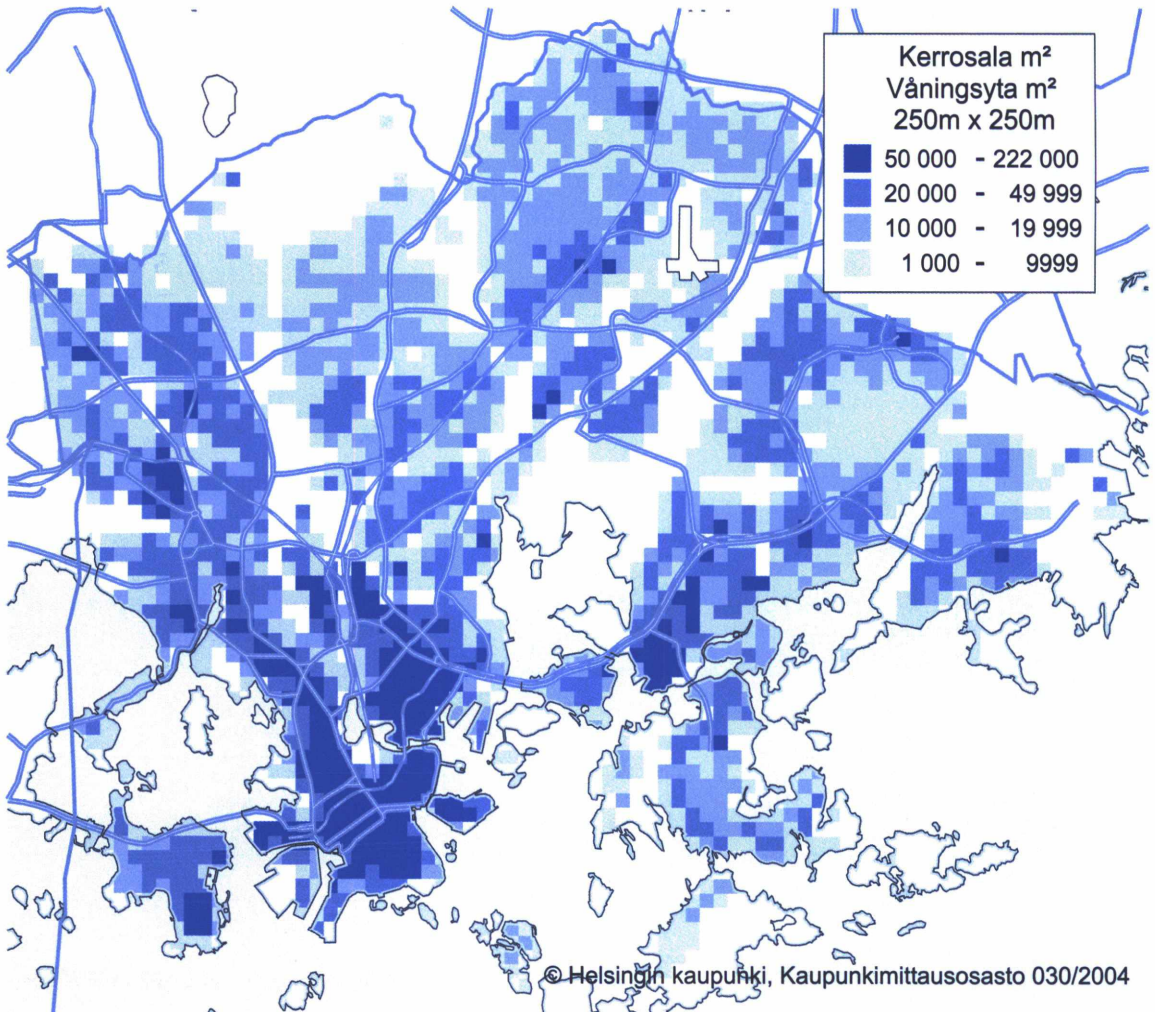 Kerrosala m²
Våningsyta m²
250m x 250m
50 000 - 222 000
20 000 - 49 999
10 000 - 19 999
1 000 - 9999
© Helsingin kaupunki, Kaupunkimittausosasto 030/2004